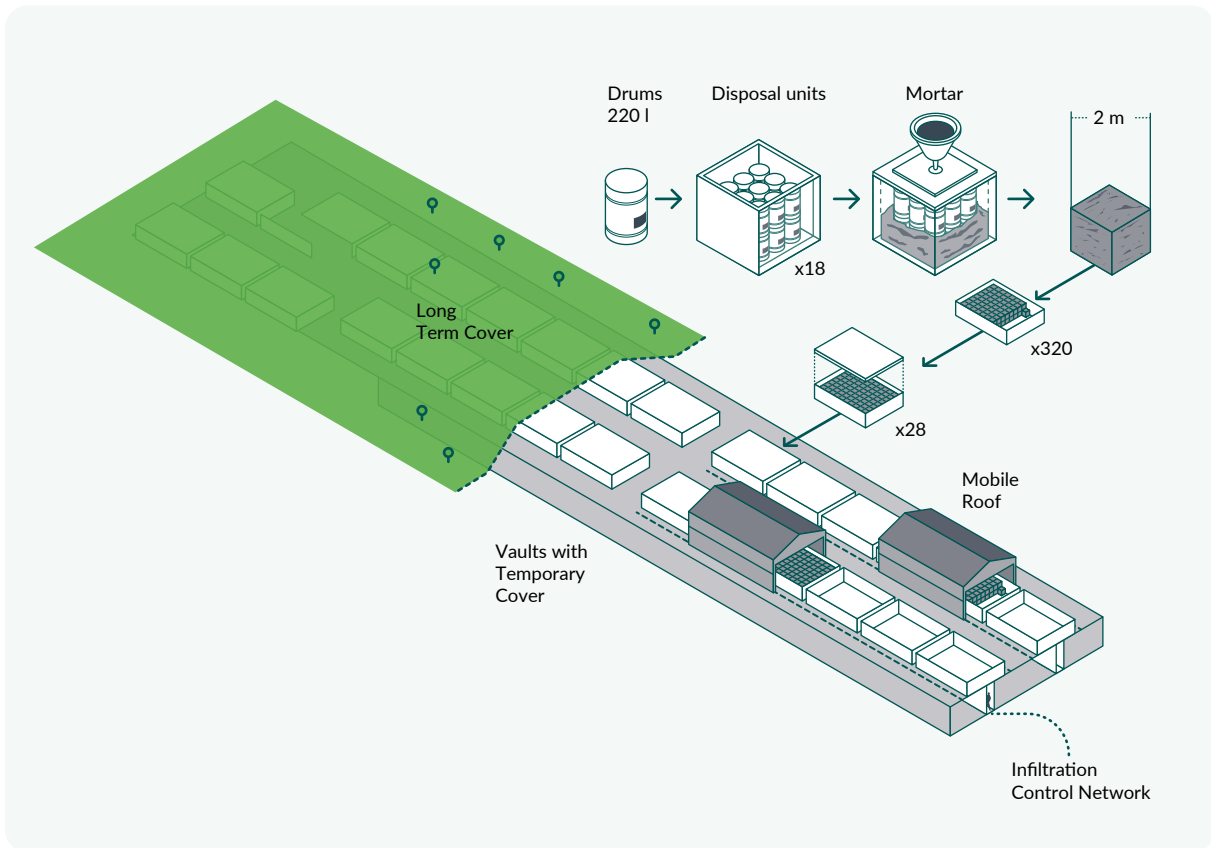 Drums
220 l
Disposal units
Mortar
2 m
x18
x320
x28
Long
Term Cover
Mobile
Roof
Vaults with
Temporary
Cover
Infiltration
Control Network